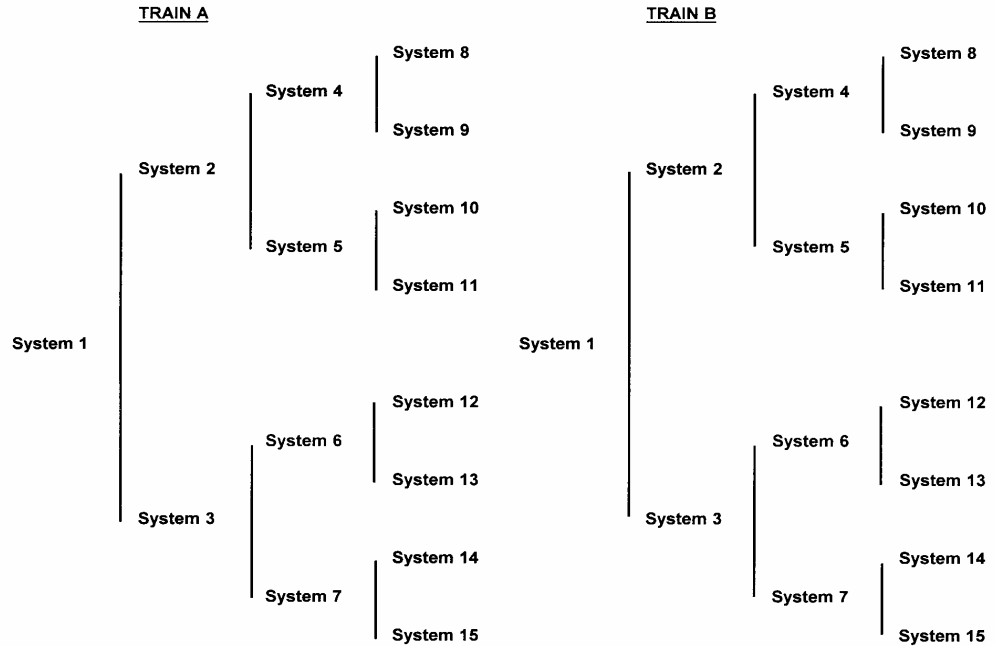 TRAIN A
System 8
System 4
System 9
System 2
System 10
System 5
System 11
System 1
System 12
System 6
System 13
System 3
System 14
System 7
System 15
TRAIN B
System 8
System 4
System 9
System 2
System 10
System 5
System 11
System 1
System 12
System 6
System 13
System 3
System 14
System 7
System 15